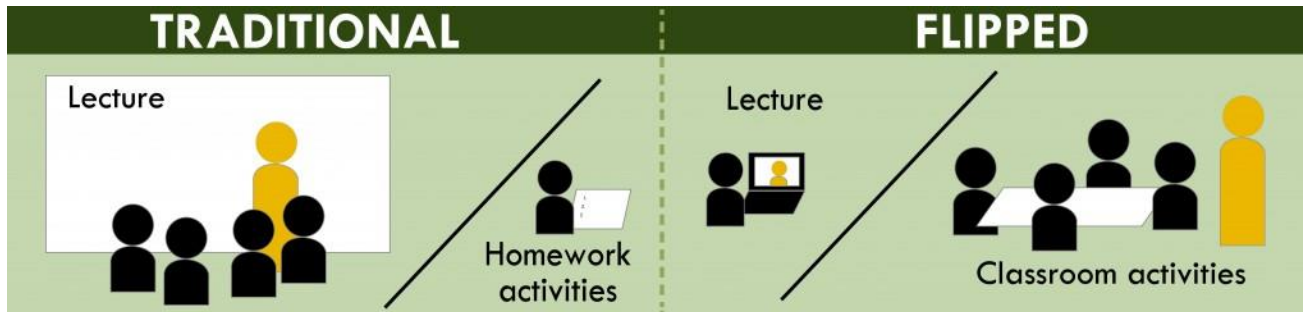 TRADITIONAL
Lecture
Homework
activities
FLIPPED
Lecture
Classroom activities